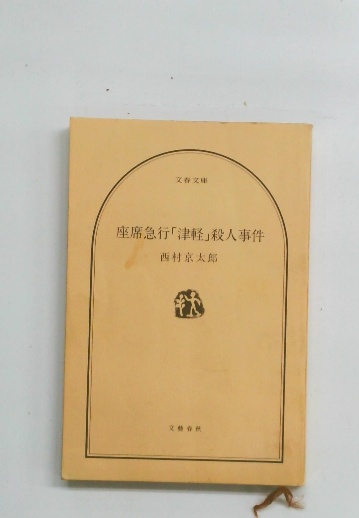 文春文庫
座席急行「津軽」殺人事件
西村京太郎
文藝春秋